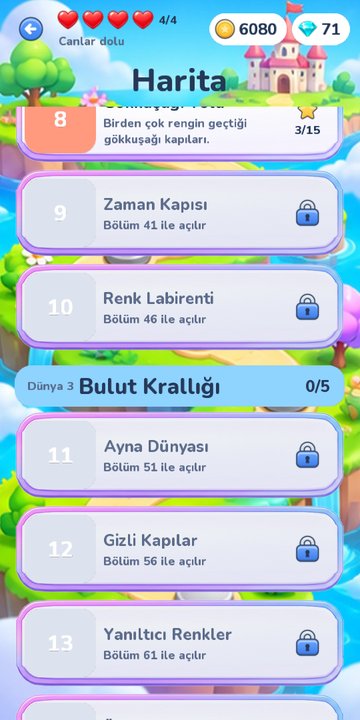 4/4
6080
71
Canlar dolu
Harita
8
Birden çok rengin geçtiği
gökkuşağı kapıları.
3/15
9
Zaman Kapısı
Bölüm 41 ile açılır
10
Renk Labirenti
Bölüm 46 ile açılır
Dünya 3 Bulut Krallığı 0/5
11
Ayna Dünyası
Bölüm 51 ile açılır
12
Gizli Kapılar
Bölüm 56 ile açılır
13
Yanıltıcı Renkler
Bölüm 61 ile açılır